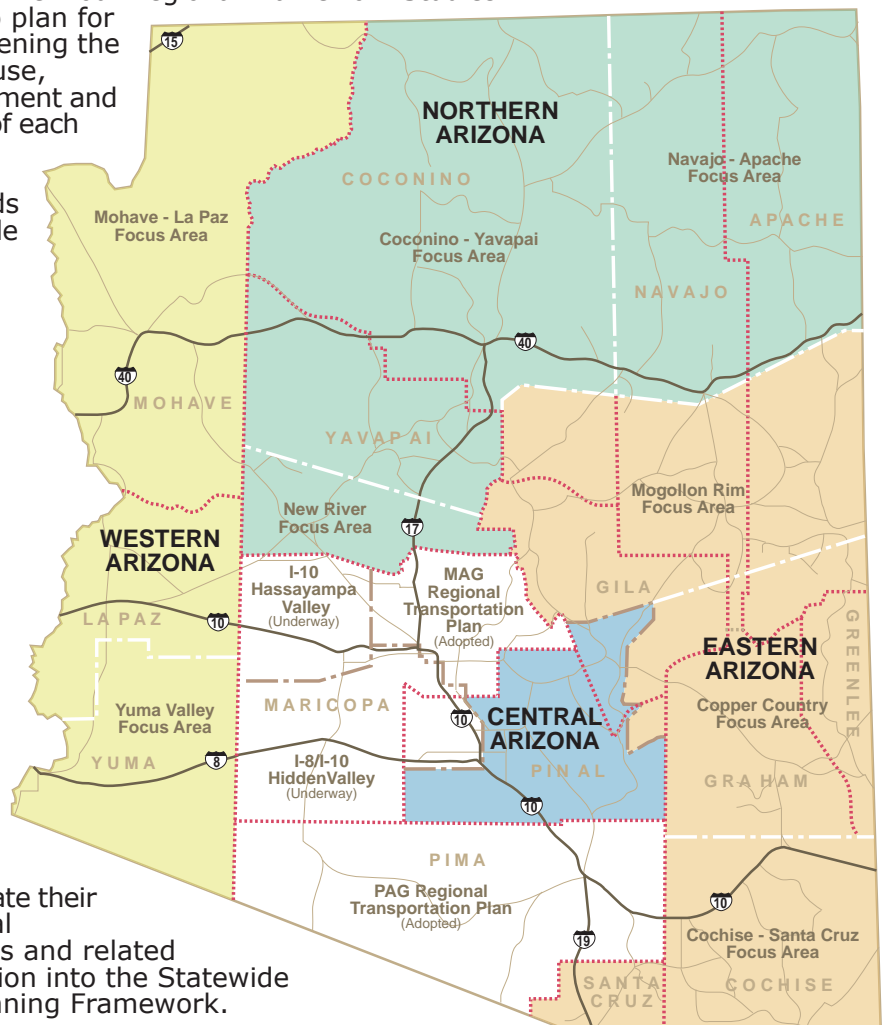 plan for
ening the
use,
ment and
of each
ds
le
15
NORTHERN
ARIZONA
Navajo - Apache
Focus Area
COCONINO
APACHE
Mohave - La Paz
Focus Area
Coconino - Yavapai
Focus Area
NAVAJO
40
40
MOHAVE
YAVAPAI
Mogollon Rim
Focus Area
New River
Focus Area
17
WESTERN
ARIZONA
I-10
Hassayampa
Valley
(Underway)
MAG
Regional
Transportation
Plan
(Adopted)
GILA
LA PAZ
10
GREENLEE
EASTERN
ARIZONA
Copper Country
Focus Area
Yuma Valley
Focus Area
MARICOPA
10
CENTRAL
ARIZONA
YUMA
8
I-8/I-10
HiddenValley
(Underway)
PINAL
GRAHAM
10
PIMA
PAG Regional
Transportation Plan
(Adopted)
10
19
Cochise - Santa Cruz
Focus Area
SANTA
CRUZ
COCHISE
ate their
al
s and related
tion into the Statewide
nning Framework.